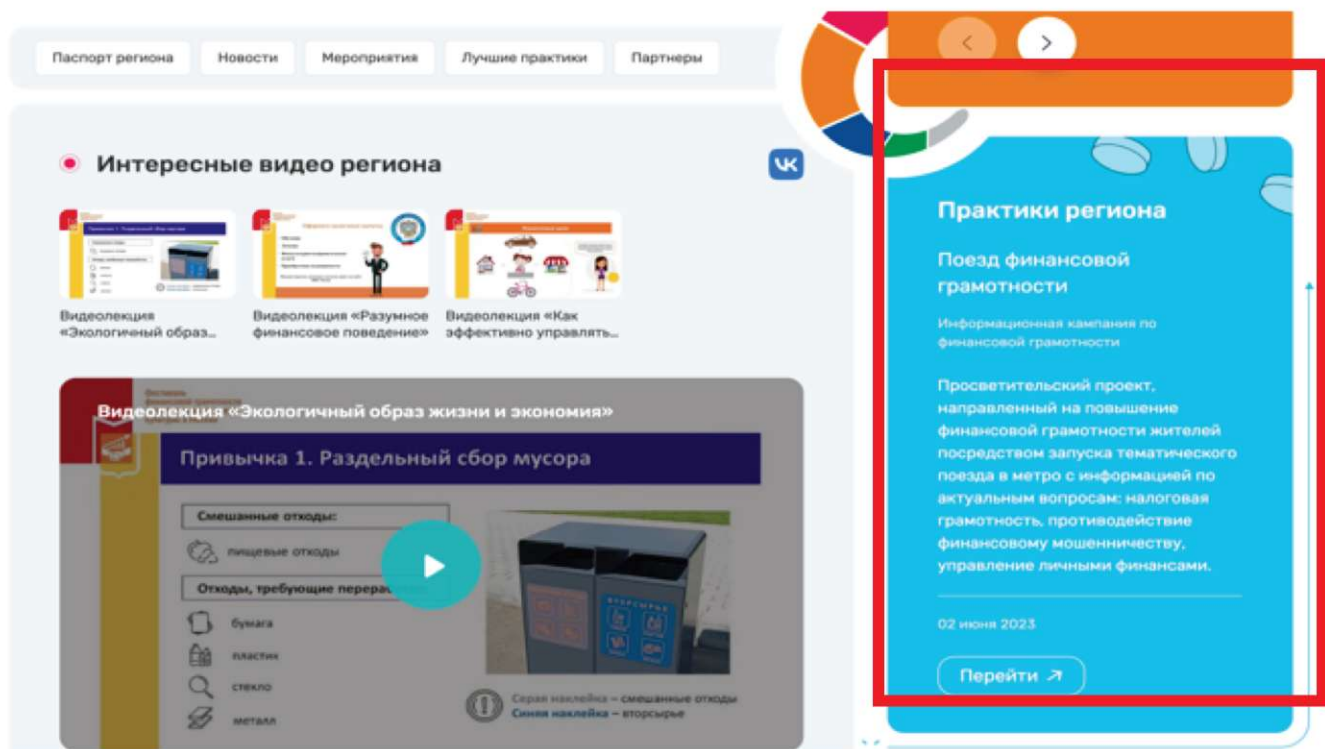 Паспорт региона
Новости
Мероприятия
Лучшие практики
Партнеры
Интересные видео региона
Видеолекция
«Экологичный образ...
Видеолекция «Разумное
финансовое поведение»
Видеолекция «Как
эффективно управлять...
Видеолекция «Экологичный образ жизни и экономия»
Привычка 1. Раздельный сбор мусора
Смешанные отходы:
пищевые отходы
Отходы, требующие
бумага
пластик
стекло
металл
ВТОРСЫРЬЕ
Серая наклейка – смешанные отходы
Синяя наклейка – вторсырье
Практики региона
Поезд финансовой
грамотности
Информационная кампания по
финансовой грамотности
Просветительский проект,
направленный на повышение
финансовой грамотности жителей
посредством запуска тематического
поезда в метро с информацией по
актуальным вопросам: налоговая
грамотность, противодействие
финансовому мошенничеству,
управление личными финансами.
02 июня 2023
Перейти